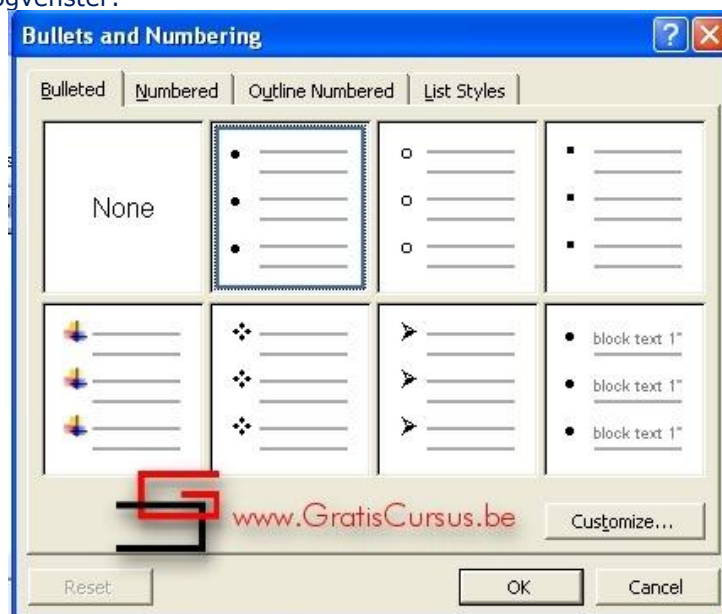 ogvenster:
Bullets and Numbering
Bulleted Numbered Outline Numbered List Styles
None
block text 1"
block text 1"
block text 1"
www.GratisCursus.be
Customize...
Reset OK Cancel